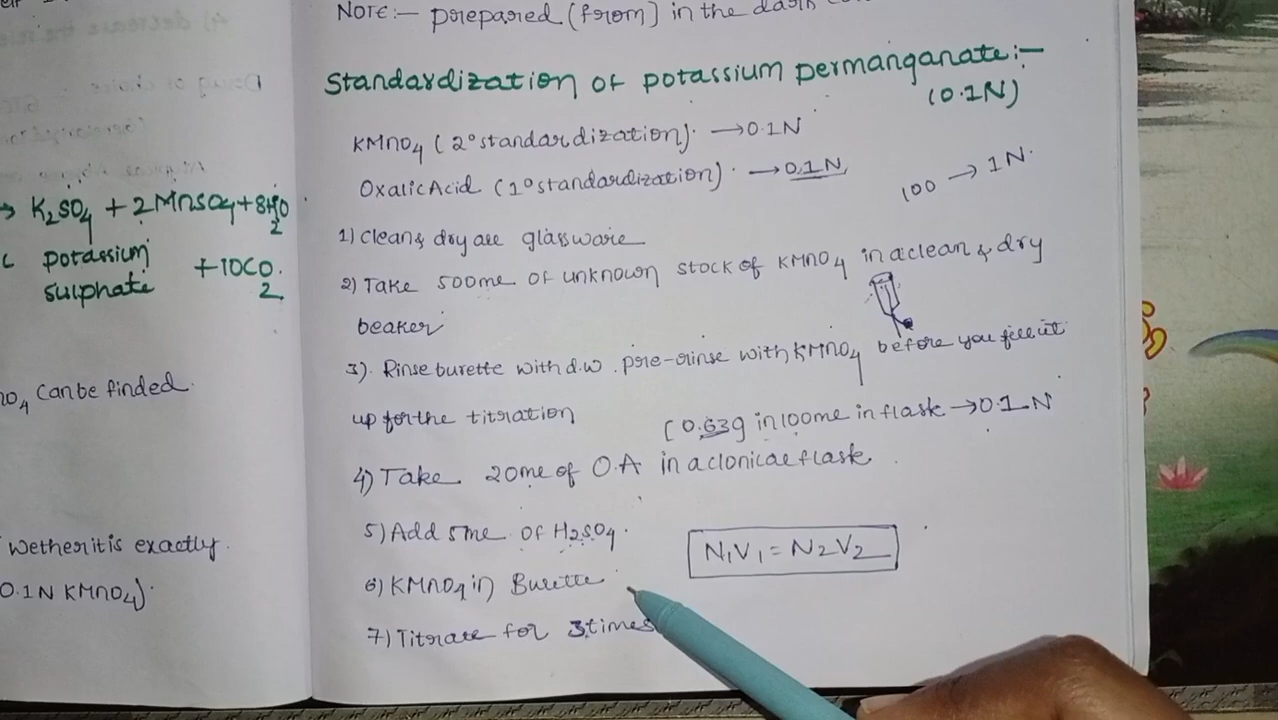 NOTE:- prepared (from) in the dark
Standardization of potassium permanganate:-
(0.1N)
KMnO4 (2° standardization). →0.1N
Oxalic Acid (1° standardization). →0.1N
100 → 1N.
1) Clean & dry all glassware
2) Take 500ml of unknown stock of KMnO4 in a clean & dry
beaker
3). Rinse burette with d.w. pre-rinse with KMnO4 before you fill it
up for the titration
[0.63g in 100ml in flask → 0.1N
4) Take 20ml of O.A in a clonical flask
5) Add 5ml of H2SO4.
N1V1 = N2V2
6) KMnO4 in Burette
7) Titrate for 3times
→ K2SO4 + 2MnSO4 + 8H2O
potassium
sulphate
+10CO2
Can be finded.
Wether it is exactly
0.1N KMnO4)